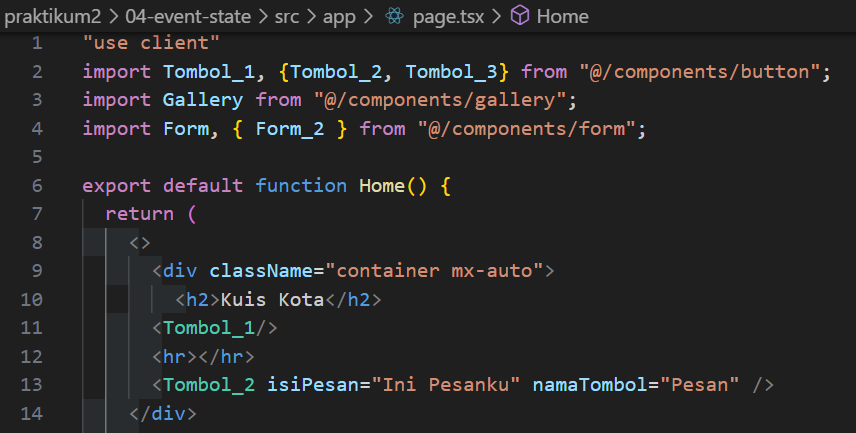 praktikum2 > 04-event-state > src > app > page.tsx > Home
1 "use client"
2 import Tombol_1, {Tombol_2, Tombol_3} from "@/components/button";
3 import Gallery from "@/components/gallery";
4 import Form, { Form_2 } from "@/components/form";
5
6 export default function Home() {
7   return (
8     <>
9       <div className="container mx-auto">
10         <h2>Kuis Kota</h2>
11       <Tombol_1/>
12       <hr></hr>
13       <Tombol_2 isiPesan="Ini Pesanku" namaTombol="Pesan" />
14     </div>